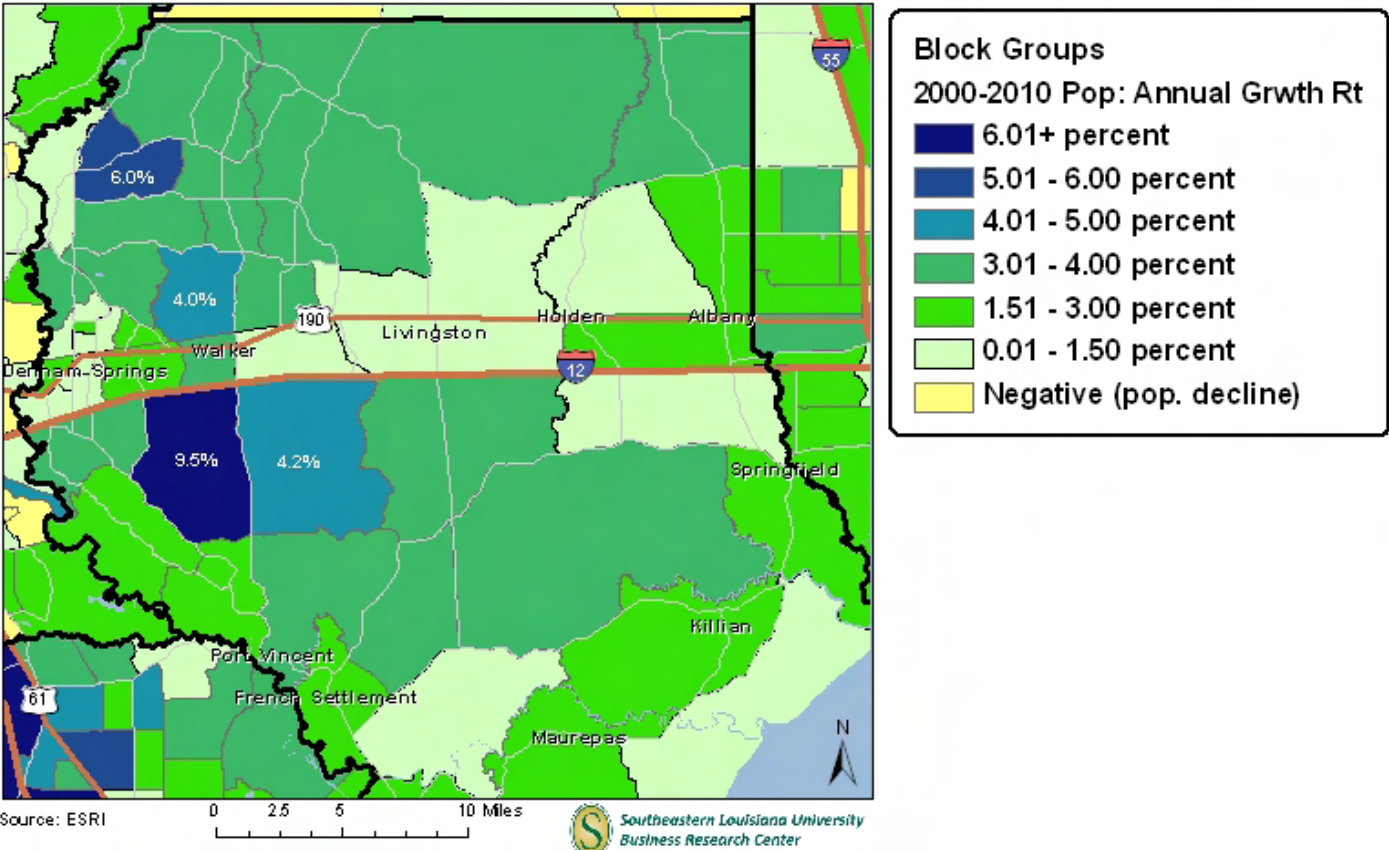 55
6.0%
4.0%
190
Livingston
Holden
Albany
Walker
Denham-Springs
12
9.5%
4.2%
Springfield
Killian
Port Vincent
61
French Settlement
Maurepas
N
Block Groups
2000-2010 Pop: Annual Grwth Rt
6.01+ percent
5.01 - 6.00 percent
4.01 - 5.00 percent
3.01 - 4.00 percent
1.51 - 3.00 percent
0.01 - 1.50 percent
Negative (pop. decline)
Source: ESRI
0 2.5 5 10 Miles
S
Southeastern Louisiana University
Business Research Center